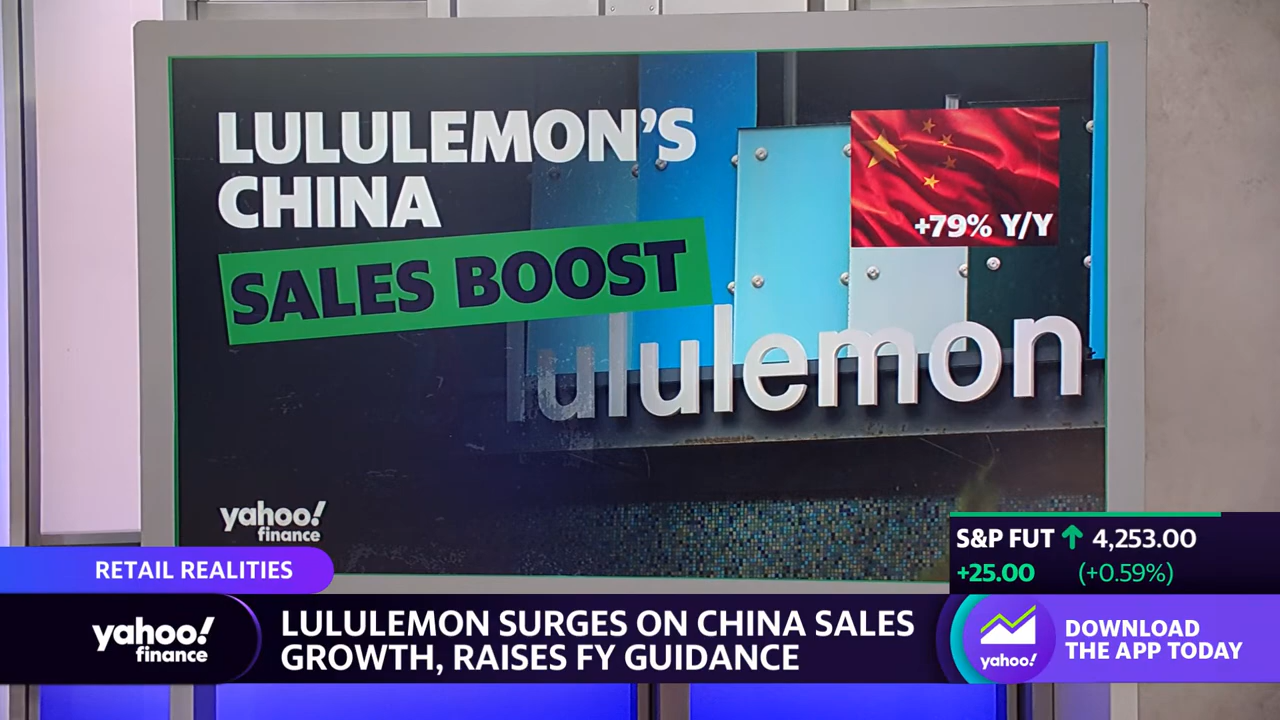 LULULEMON'S
CHINA
SALES BOOST
+79% Y/Y
lululemon
yahoo!
finance
S&P FUT 4,253.00
+25.00 (+0.59%)
RETAIL REALITIES
yahoo!
finance
LULULEMON SURGES ON CHINA SALES
GROWTH, RAISES FY GUIDANCE
yahoo!
DOWNLOAD
THE APP TODAY